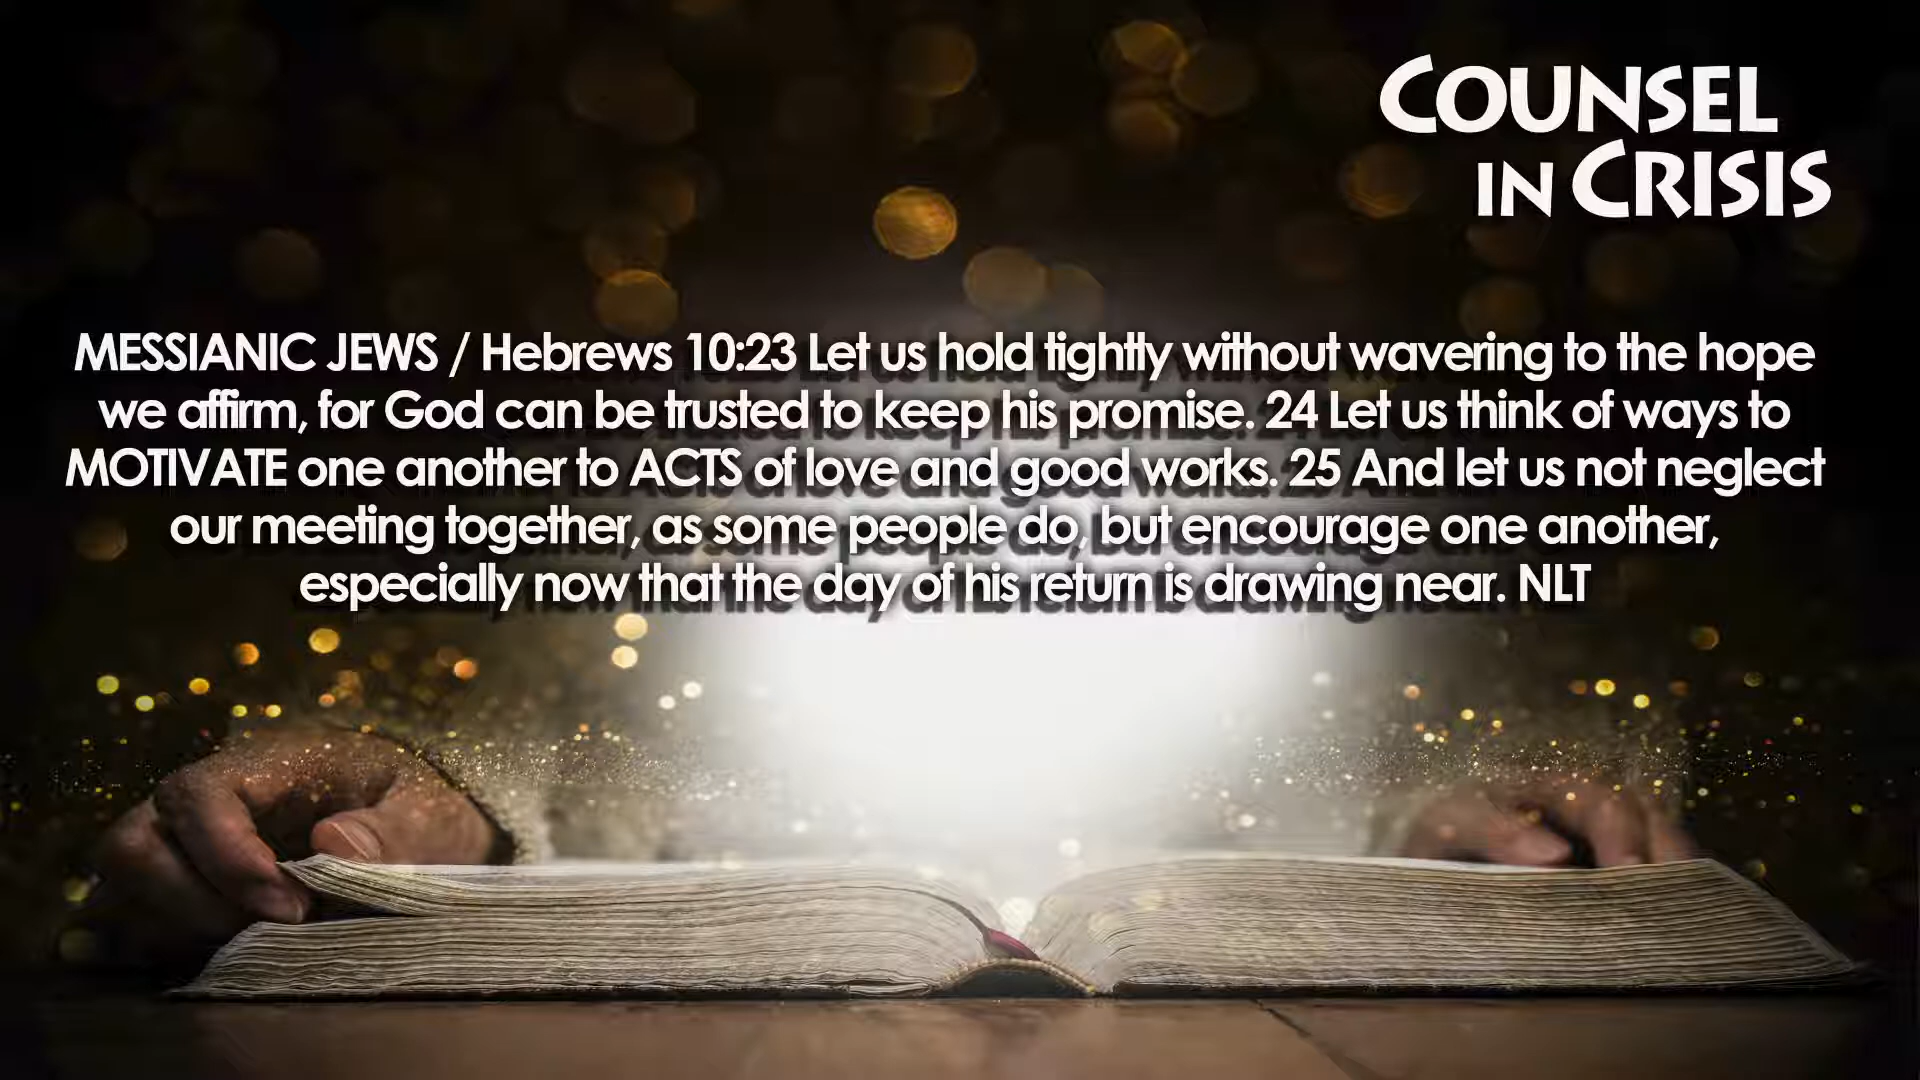 COUNSEL
IN CRISIS
MESSIANIC JEWS / Hebrews 10:23 Let us hold tightly without wavering to the hope
we affirm, for God can be trusted to keep his promise. 24 Let us think of ways to
MOTIVATE one another to ACTS of love and good works. 25 And let us not neglect
our meeting together, as some people do, but encourage one another,
especially now that the day of his return is drawing near. NLT